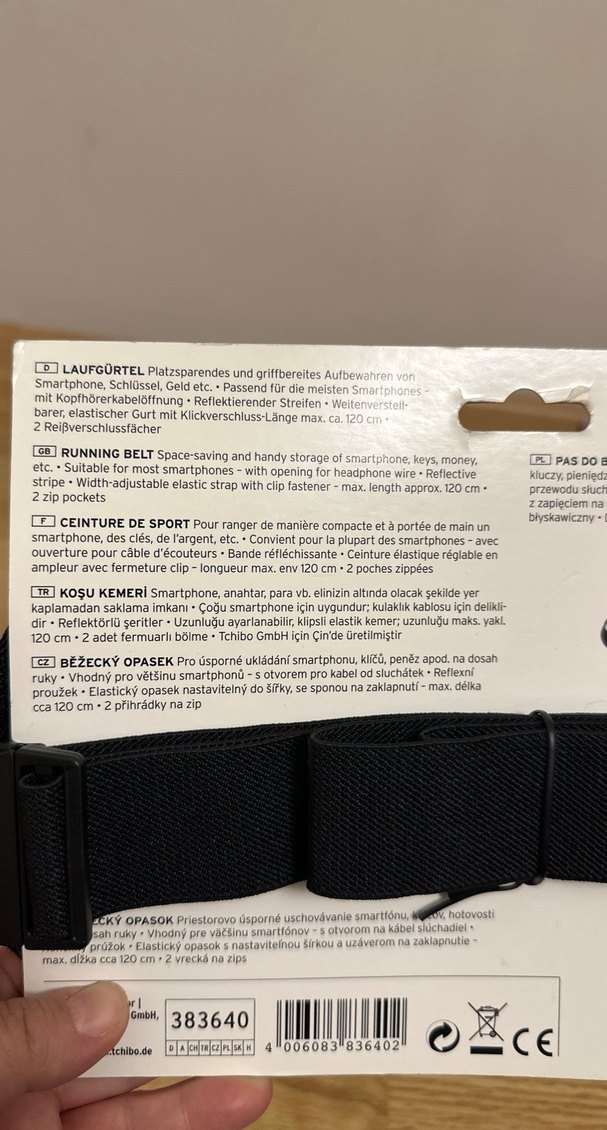 D LAUFGÜRTEL Platzsparendes und griffbereites Aufbewahren von
Smartphone, Schlüssel, Geld etc. • Passend für die meisten Smartphones –
mit Kopfhörerkabelöffnung • Reflektierender Streifen • Weitenverstell-
barer, elastischer Gurt mit Klickverschluss-Länge max. ca. 120 cm •
2 Reißverschlussfächer
GB RUNNING BELT Space-saving and handy storage of smartphone, keys, money,
etc. • Suitable for most smartphones – with opening for headphone wire • Reflective
stripe • Width-adjustable elastic strap with clip fastener – max. length approx. 120 cm •
2 zip pockets
F CEINTURE DE SPORT Pour ranger de manière compacte et à portée de main un
smartphone, des clés, de l'argent, etc. • Convient pour la plupart des smartphones – avec
ouverture pour câble d'écouteurs • Bande réfléchissante • Ceinture élastique réglable en
ampleur avec fermeture clip – longueur max. env 120 cm • 2 poches zippées
TR KOŞU KEMERİ Smartphone, anahtar, para vb. elinizin altında olacak şekilde yer
kaplamadan saklama imkanı • Çoğu smartphone için uygundur; kulaklık kablosu için delikli-
dir • Reflektörlü şeritler • Uzunluğu ayarlanabilir, klipsli elastik kemer; uzunluğu maks. yakl.
120 cm • 2 adet fermuarlı bölme • Tchibo GmbH için Çin'de üretilmiştir
CZ BĚŽECKÝ OPASEK Pro úsporné ukládání smartphonu, klíčů, peněz apod. na dosah
ruky • Vhodný pro většinu smartphonů – s otvorem pro kabel od sluchátek • Reflexní
proužek • Elastický opasek nastavitelný do šířky, se sponou na zaklapnutí – max. délka
cca 120 cm • 2 přihrádky na zip
PL PAS DO B
kluczy, pieniędz
przewodu słuch
z zapięciem na
błyskawiczny •
ECKÝ OPASOK Priestorovo úsporné uschovávanie smartfónu, hotovosti
sah ruky • Vhodný pre väčšinu smartfónov – s otvorom na kábel slúchadiel •
prúžok • Elastický opasok s nastaviteľnou šírkou a uzáverom na zaklapnutie –
max. dĺžka cca 120 cm • 2 vrecká na zips
GmbH,
.tchibo.de
383640
D A CH TR CZ PL SK H
4 006083 836402
CE